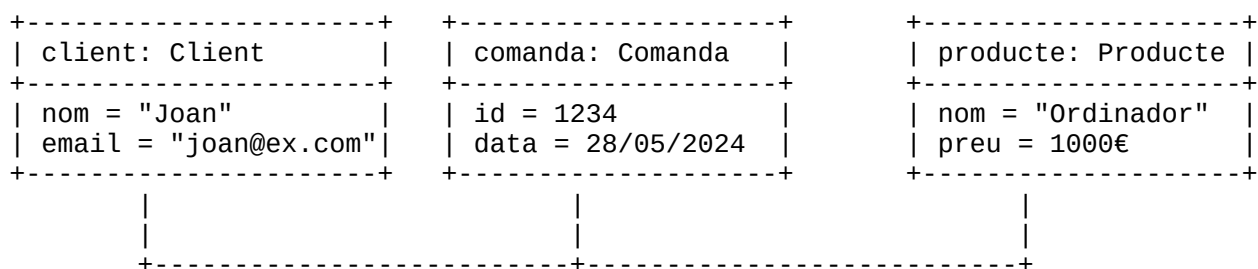 client: Client
comanda: Comanda
producte: Producte
nom = "Joan"
id = 1234
nom = "Ordinador"
email = "joan@ex.com"
data = 28/05/2024
preu = 1000€